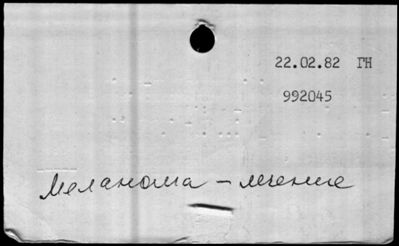 22.02.82 ГН
992045
Меланома – лечение